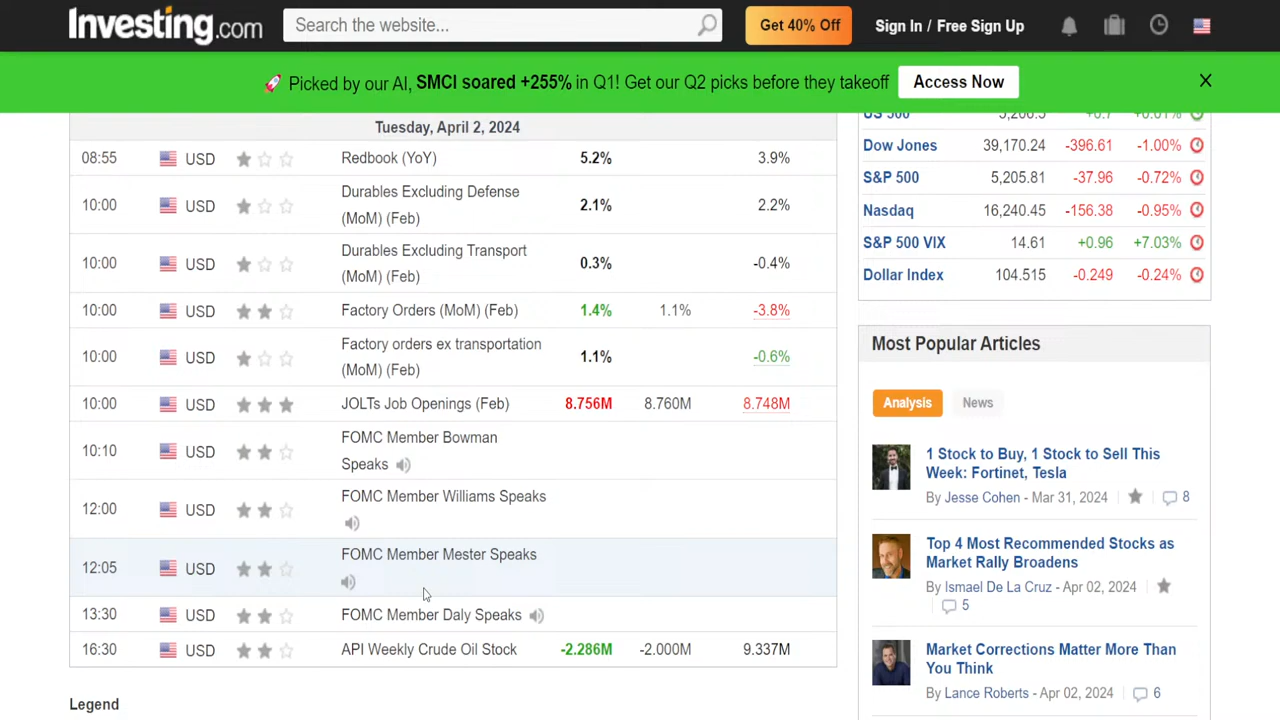 Investing.com
Search the website...
Get 40% Off
Sign In / Free Sign Up
🚀 Picked by our AI, SMCI soared +255% in Q1! Get our Q2 picks before they takeoff
Access Now
Tuesday, April 2, 2024
08:55 USD Redbook (YoY) 5.2% 3.9%
10:00 USD Durables Excluding Defense
(MoM) (Feb) 2.1% 2.2%
10:00 USD Durables Excluding Transport
(MoM) (Feb) 0.3% -0.4%
10:00 USD Factory Orders (MoM) (Feb) 1.4% 1.1% -3.8%
10:00 USD Factory orders ex transportation
(MoM) (Feb) 1.1% -0.6%
10:00 USD JOLTs Job Openings (Feb) 8.756M 8.760M 8.748M
10:10 USD FOMC Member Bowman
Speaks
12:00 USD FOMC Member Williams Speaks
12:05 USD FOMC Member Mester Speaks
13:30 USD FOMC Member Daly Speaks
16:30 USD API Weekly Crude Oil Stock -2.286M -2.000M 9.337M
Legend
US 500 5,206.5 +0.7 +0.01%
Dow Jones 39,170.24 -396.61 -1.00%
S&P 500 5,205.81 -37.96 -0.72%
Nasdaq 16,240.45 -156.38 -0.95%
S&P 500 VIX 14.61 +0.96 +7.03%
Dollar Index 104.515 -0.249 -0.24%
Most Popular Articles
Analysis
News
1 Stock to Buy, 1 Stock to Sell This
Week: Fortinet, Tesla
By Jesse Cohen - Mar 31, 2024 8
Top 4 Most Recommended Stocks as
Market Rally Broadens
By Ismael De La Cruz - Apr 02, 2024
5
Market Corrections Matter More Than
You Think
By Lance Roberts - Apr 02, 2024 6